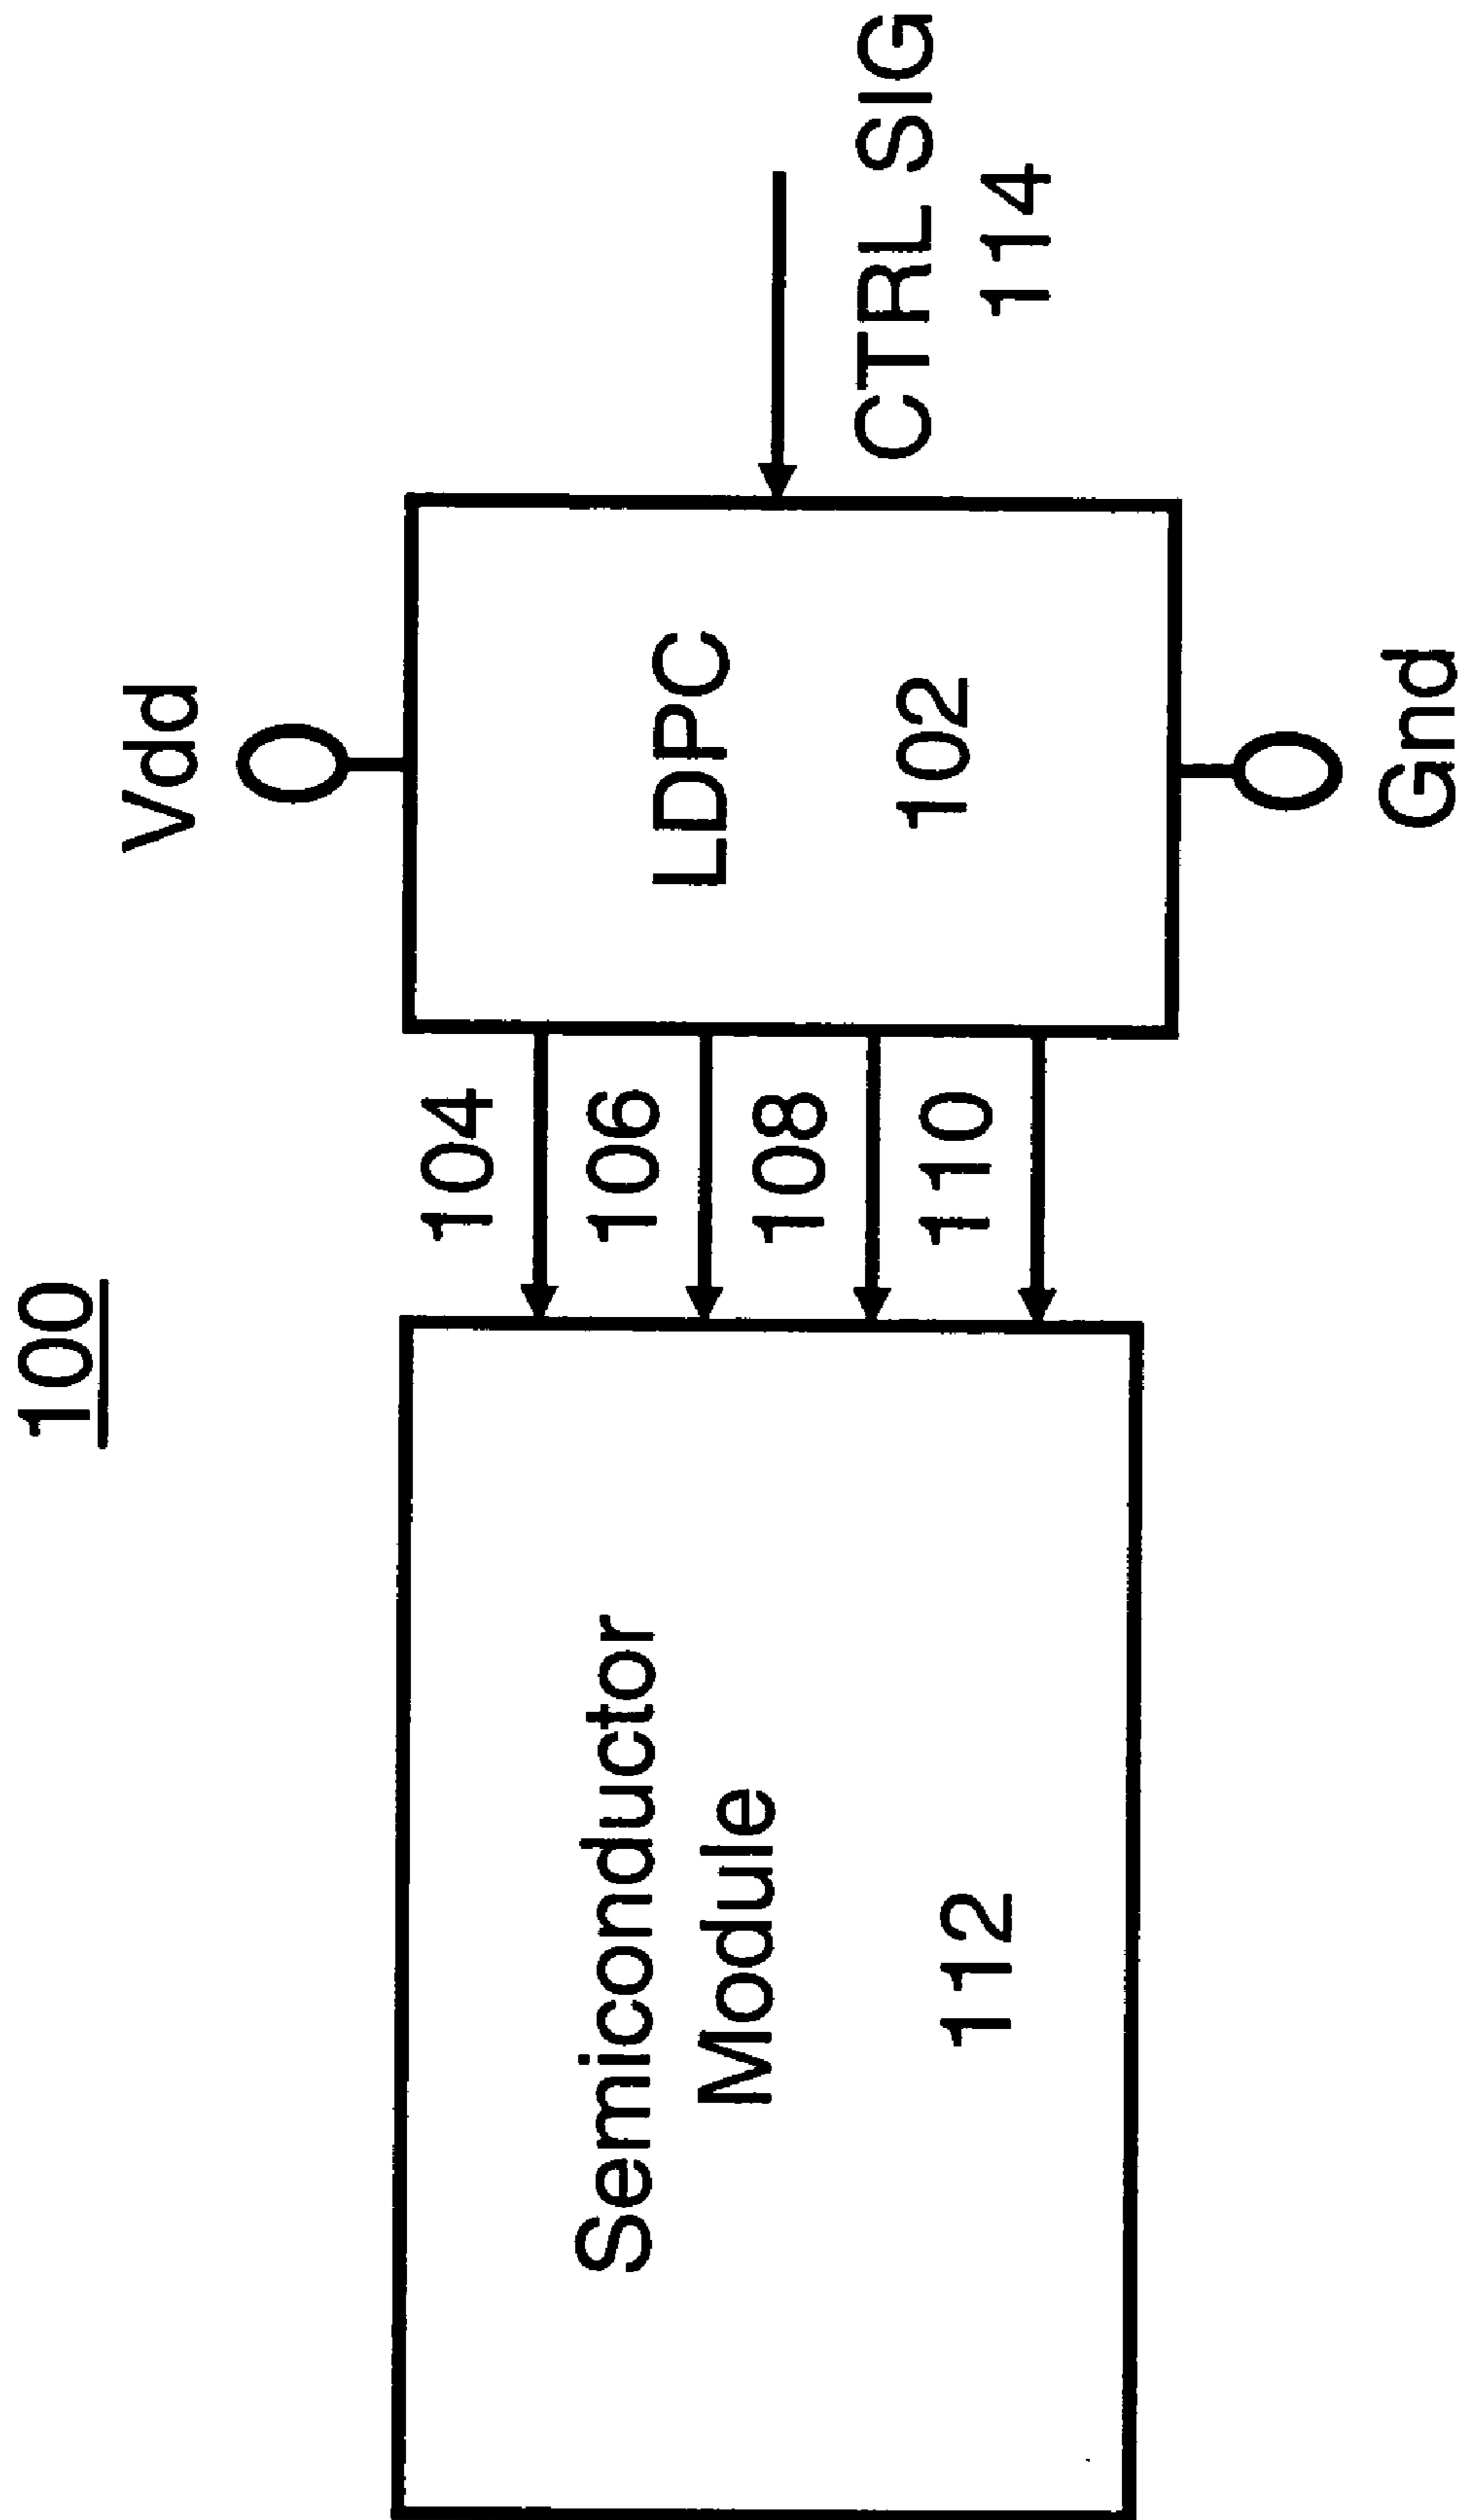 100
Vdd
Semiconductor
Module
112
104
106
108
110
LDPC
102
CTRL SIG
114
Gnd